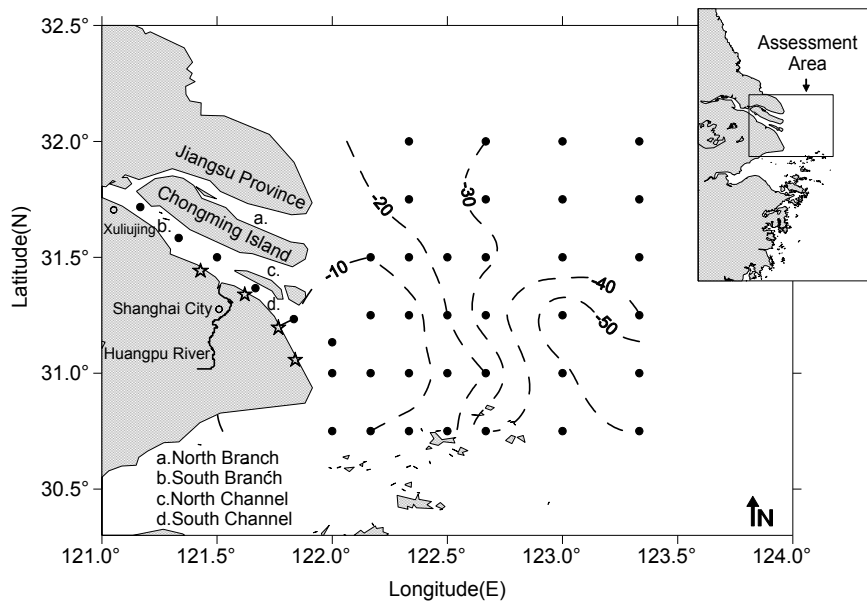 32.5°
32.0°
31.5°
31.0°
30.5°
Latitude(N)
121.0°
121.5°
122.0°
122.5°
123.0°
123.5°
124.0°
Longitude(E)
Assessment
Area
Jiangsu Province
Chongming Island
a.
b.
c.
d.
Xuliujing
Shanghai City
Huangpu River
-10
-20
-30
-40
-50
a.North Branch
b.South Branch
c.North Channel
d.South Channel
N